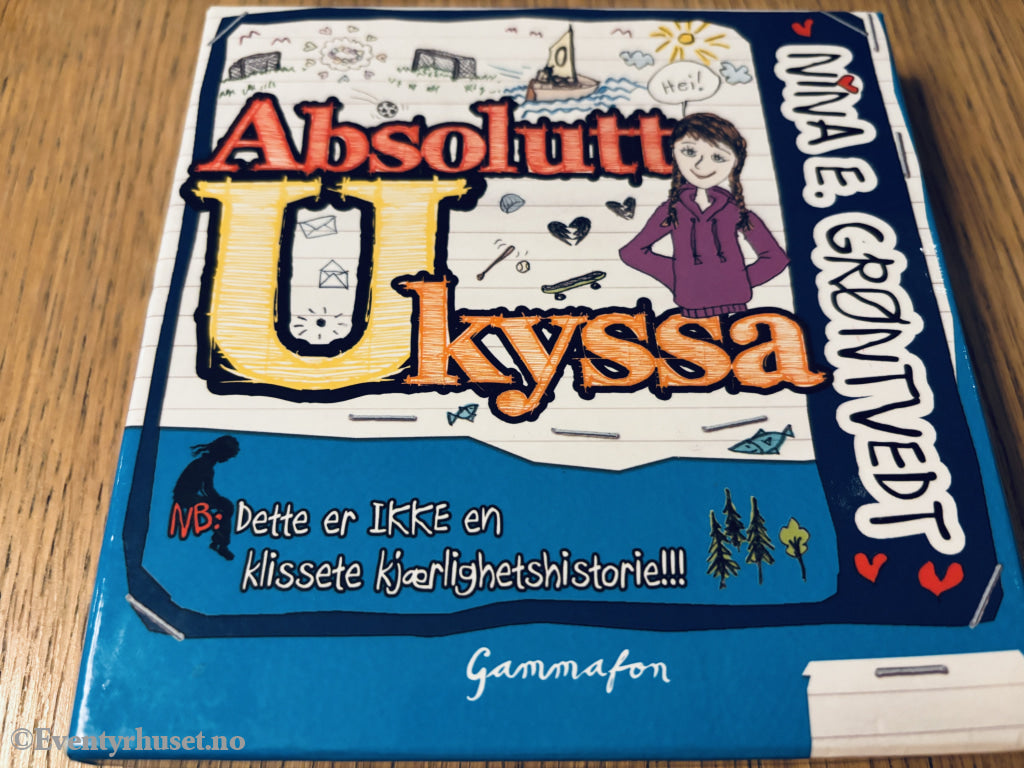 Hei!
Absolutt
Ukyssa
NINA E. GRØNTVEDT
NB: Dette er IKKE en
klissete kjærlighetshistorie!!!
Gammafon
©Eventyrhuset.no